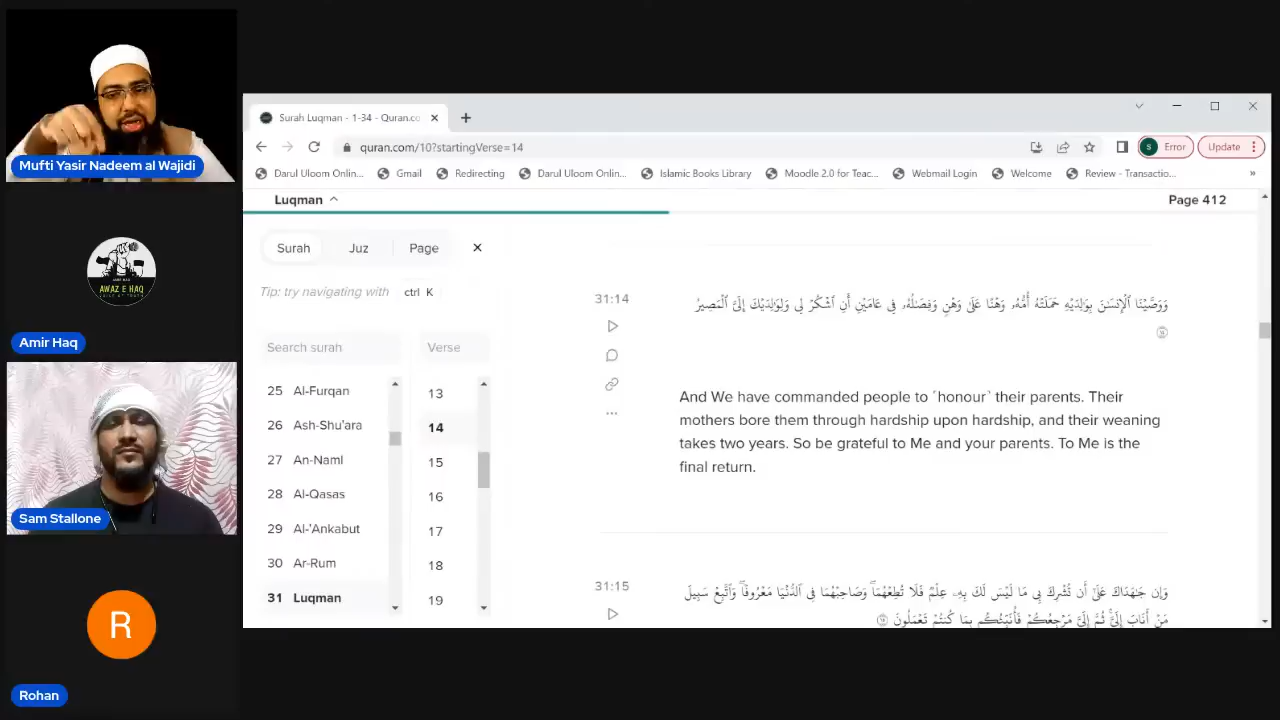 Mufti Yasir Nadeem al Wajidi
AMIR HAQ
AWAZ E HAQ
VOICE OF TRUTH
Amir Haq
Sam Stallone
R
Rohan
Surah Luqman - 1-34 - Quran.co
quran.com/10?startingVerse=14
S Error
Update
Darul Uloom Onlin... Gmail Redirecting Darul Uloom Onlin... Islamic Books Library Moodle 2.0 for Teac... Webmail Login Welcome Review - Transactio... »
Luqman
Page 412
Surah Juz Page
Tip: try navigating with ctrl K
Search surah Verse
25 Al-Furqan 13
26 Ash-Shu'ara 14
27 An-Naml 15
28 Al-Qasas 16
29 Al-'Ankabut 17
30 Ar-Rum 18
31 Luqman 19
31:14
وَوَصَّيْنَا ٱلْإِنسَـٰنَ بِوَٰلِدَيْهِ حَمَلَتْهُ أُمُّهُۥ وَهْنًا عَلَىٰ وَهْنٍ وَفِصَـٰلُهُۥ فِى عَامَيْنِ أَنِ ٱشْكُرْ لِى وَلِوَٰلِدَيْكَ إِلَىَّ ٱلْمَصِيرُ
And We have commanded people to ˹honour˺ their parents. Their
mothers bore them through hardship upon hardship, and their weaning
takes two years. So be grateful to Me and your parents. To Me is the
final return.
31:15
وَإِن جَـٰهَدَاكَ عَلَىٰٓ أَن تُشْرِكَ بِى مَا لَيْسَ لَكَ بِهِۦ عِلْمٌ فَلَا تُطِعْهُمَا ۖ وَصَاحِبْهُمَا فِى ٱلدُّنْيَا مَعْرُوفًا ۖ وَٱتَّبِعْ سَبِيلَ
مَنْ أَنَابَ إِلَىَّ ۚ ثُمَّ إِلَىَّ مَرْجِعُكُمْ فَأُنَبِّئُكُم بِمَا كُنتُمْ تَعْمَلُونَ